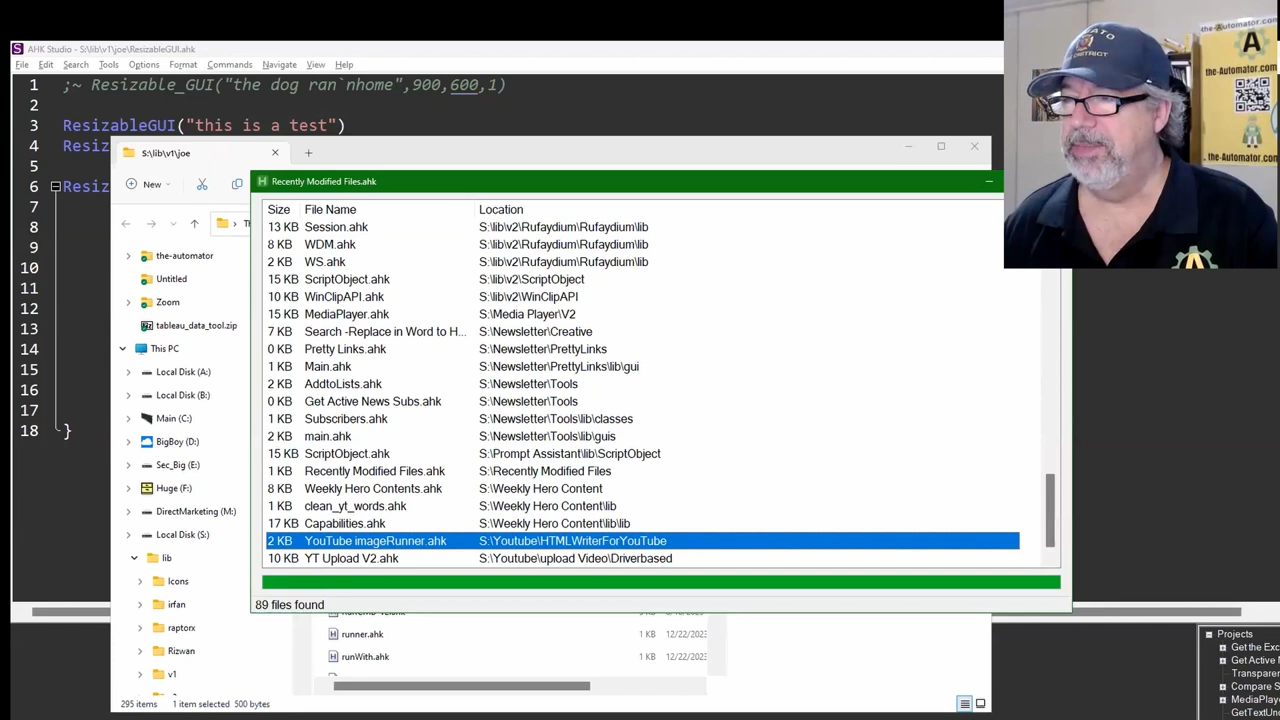 AHK Studio - S:\lib\v1\joe\ResizableGUI.ahk
File Edit Search Tools Options Format Commands Navigate View Help
1 ;~ Resizable_GUI("the dog ran`nhome",900,600,1)
2
3 ResizableGUI("this is a test")
4 Resiz
5
6 Resiz
7
8
9
10
11
12
13
14
15
16
17
18 }
S:\lib\v1\joe
New
the-automator
Untitled
Zoom
tableau_data_tool.zip
This PC
Local Disk (A:)
Local Disk (B:)
Main (C:)
BigBoy (D:)
Sec_Big (E:)
Huge (F:)
DirectMarketing (M:)
Local Disk (S:)
lib
Icons
irfan
raptorx
Rizwan
v1
Recently Modified Files.ahk
Size File Name Location
13 KB Session.ahk S:\lib\v2\Rufaydium\Rufaydium\lib
8 KB WDM.ahk S:\lib\v2\Rufaydium\Rufaydium\lib
2 KB WS.ahk S:\lib\v2\Rufaydium\Rufaydium\lib
15 KB ScriptObject.ahk S:\lib\v2\ScriptObject
10 KB WinClipAPI.ahk S:\lib\v2\WinClipAPI
15 KB MediaPlayer.ahk S:\Media Player\V2
7 KB Search -Replace in Word to H... S:\Newsletter\Creative
0 KB Pretty Links.ahk S:\Newsletter\PrettyLinks
1 KB Main.ahk S:\Newsletter\PrettyLinks\lib\gui
2 KB AddtoLists.ahk S:\Newsletter\Tools
0 KB Get Active News Subs.ahk S:\Newsletter\Tools
1 KB Subscribers.ahk S:\Newsletter\Tools\lib\classes
2 KB main.ahk S:\Newsletter\Tools\lib\guis
15 KB ScriptObject.ahk S:\Prompt Assistant\lib\ScriptObject
1 KB Recently Modified Files.ahk S:\Recently Modified Files
8 KB Weekly Hero Contents.ahk S:\Weekly Hero Content
1 KB clean_yt_words.ahk S:\Weekly Hero Content\lib
17 KB Capabilities.ahk S:\Weekly Hero Content\lib\lib
2 KB YouTube imageRunner.ahk S:\Youtube\HTMLWriterForYouTube
10 KB YT Upload V2.ahk S:\Youtube\upload Video\Driverbased
89 files found
runner.ahk 1 KB 12/22/2023
runWith.ahk 1 KB 12/22/2023
295 items 1 item selected 500 bytes
Projects
Get the Exc
Get Active
Transparer
Compare S
MediaPlay
GetTextUnd
the-Automator.com
the-Automator.com